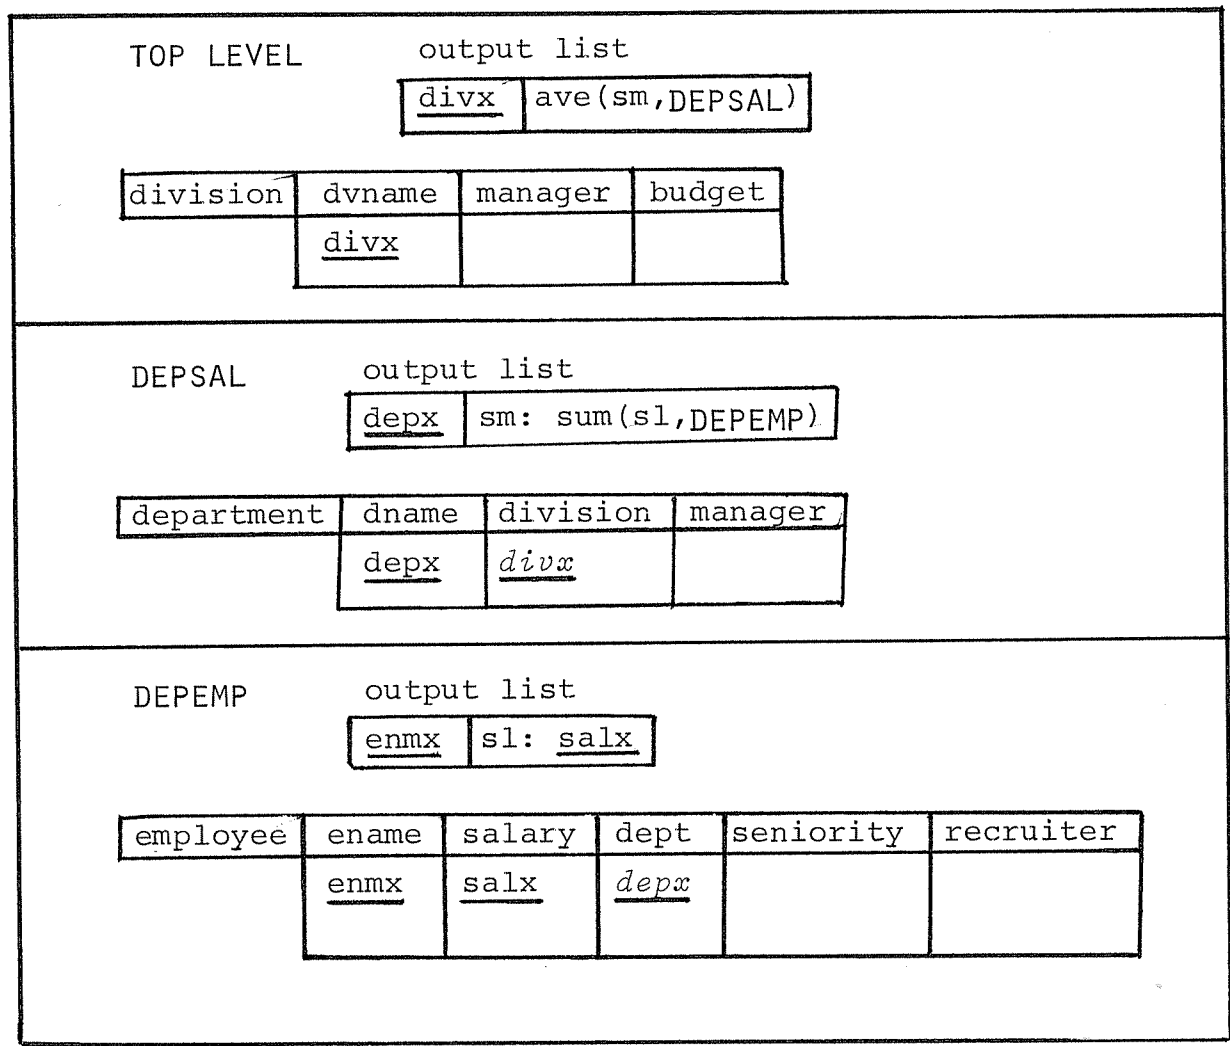 TOP LEVEL output list
divx ave(sm,DEPSAL)
division dvname manager budget
divx
DEPSAL output list
depx sm: sum(sl,DEPEMP)
department dname division manager
depx divx
DEPEMP output list
enmx sl: salx
employee ename salary dept seniority recruiter
enmx salx depx